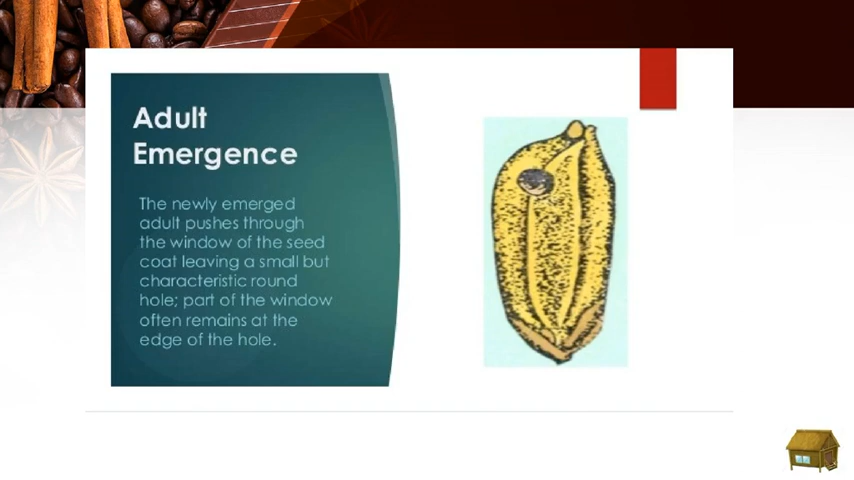 Adult
Emergence
The newly emerged
adult pushes through
the window of the seed
coat leaving a small but
characteristic round
hole; part of the window
often remains at the
edge of the hole.